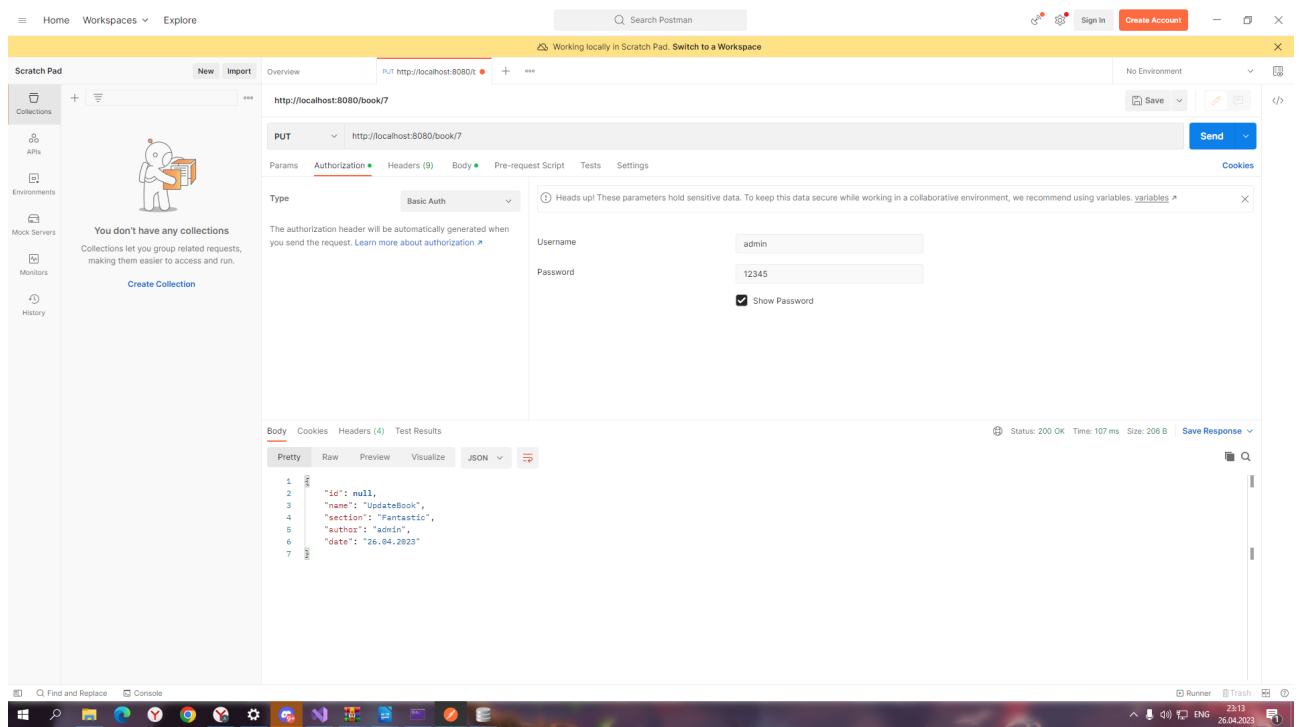 Home Workspaces Explore Search Postman Sign In Create Account
Working locally in Scratch Pad. Switch to a Workspace
Scratch Pad New Import Overview PUT http://localhost:8080/t No Environment
Collections
http://localhost:8080/book/7 Save
PUT http://localhost:8080/book/7 Send
APIs
Params Authorization Headers (9) Body Pre-request Script Tests Settings Cookies
Environments
Type Basic Auth Heads up! These parameters hold sensitive data. To keep this data secure while working in a collaborative environment, we recommend using variables. variables
Mock Servers
You don't have any collections
The authorization header will be automatically generated when
you send the request. Learn more about authorization
Collections let you group related requests,
making them easier to access and run.
Username admin
Monitors
Password 12345
Create Collection
Show Password
History
Body Cookies Headers (4) Test Results Status: 200 OK Time: 107 ms Size: 206 B Save Response
Pretty Raw Preview Visualize JSON
1 {
2 "id": null,
3 "name": "UpdateBook",
4 "section": "Fantastic",
5 "author": "admin",
6 "date": "26.04.2023"
7 }
Find and Replace Console Runner Trash
ENG 23:13
26.04.2023